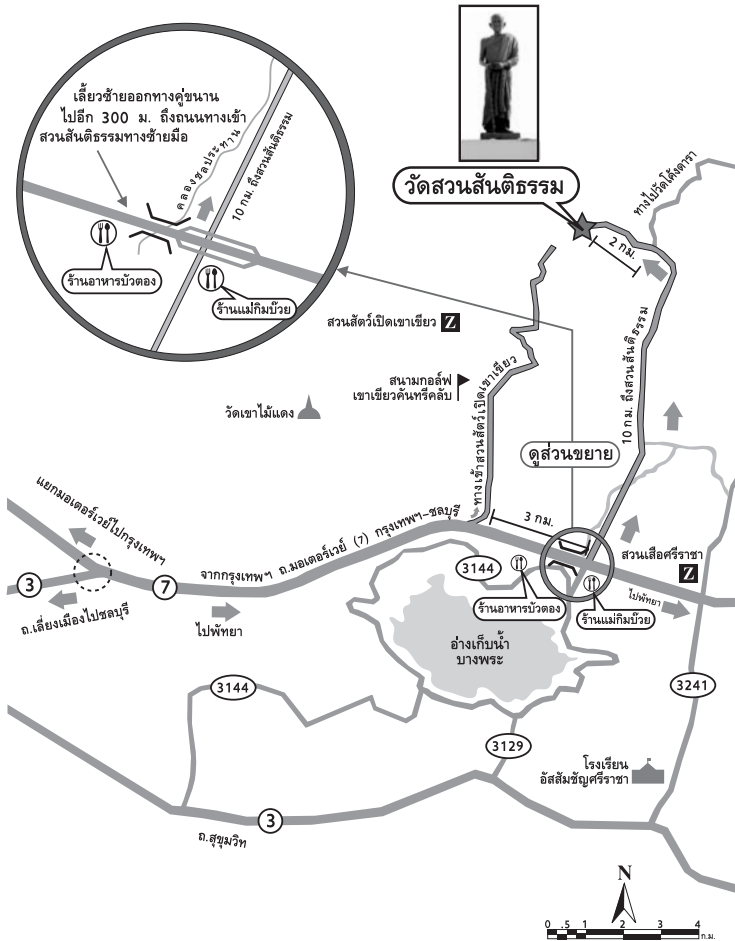 เลี้ยวซ้ายออกทางคู่ขนาน
ไปอีก 300 ม. ถึงถนนทางเข้า
สวนสันติธรรมทางซ้ายมือ
คลองชลประทาน
10 กม. ถึงสวนสันติธรรม
ร้านอาหารบัวตอง
ร้านแม่กิมบ๊วย
วัดสวนสันติธรรม
ทางไปวัดโค้งดารา
2 กม.
สวนสัตว์เปิดเขาเขียว Z
สนามกอล์ฟ
เขาเขียวคันทรีคลับ
วัดเขาไม้แดง
ทางเข้าสวนสัตว์เปิดเขาเขียว
10 กม. ถึงสวนสันติธรรม
ดูส่วนขยาย
แยกมอเตอร์เวย์ไปกรุงเทพฯ
จากกรุงเทพฯ ถ.มอเตอร์เวย์ (7) กรุงเทพฯ-ชลบุรี
3 กม.
3
7
3144
สวนเสือศรีราชา
Z
ถ.เลี่ยงเมืองไปชลบุรี
ไปพัทยา
ร้านอาหารบัวตอง
ร้านแม่กิมบ๊วย
ไปพัทยา
อ่างเก็บน้ำ
บางพระ
3144
3241
3129
โรงเรียน
อัสสัมชัญศรีราชา
3
ถ.สุขุมวิท
N
0 .5 1 2 3 4
ก.ม.